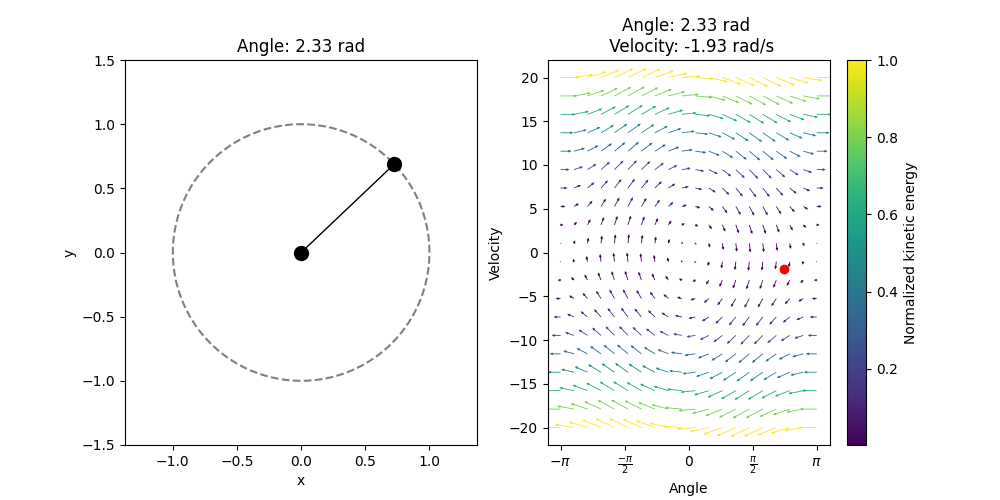 Angle: 2.33 rad
1.5
1.0
0.5
0.0
−0.5
−1.0
−1.5
y
−1.0
−0.5
0.0
0.5
1.0
x
Angle: 2.33 rad
Velocity: -1.93 rad/s
20
15
10
5
0
−5
−10
−15
−20
Velocity
−π
−π/2
0
π/2
π
Angle
1.0
0.8
0.6
0.4
0.2
Normalized kinetic energy